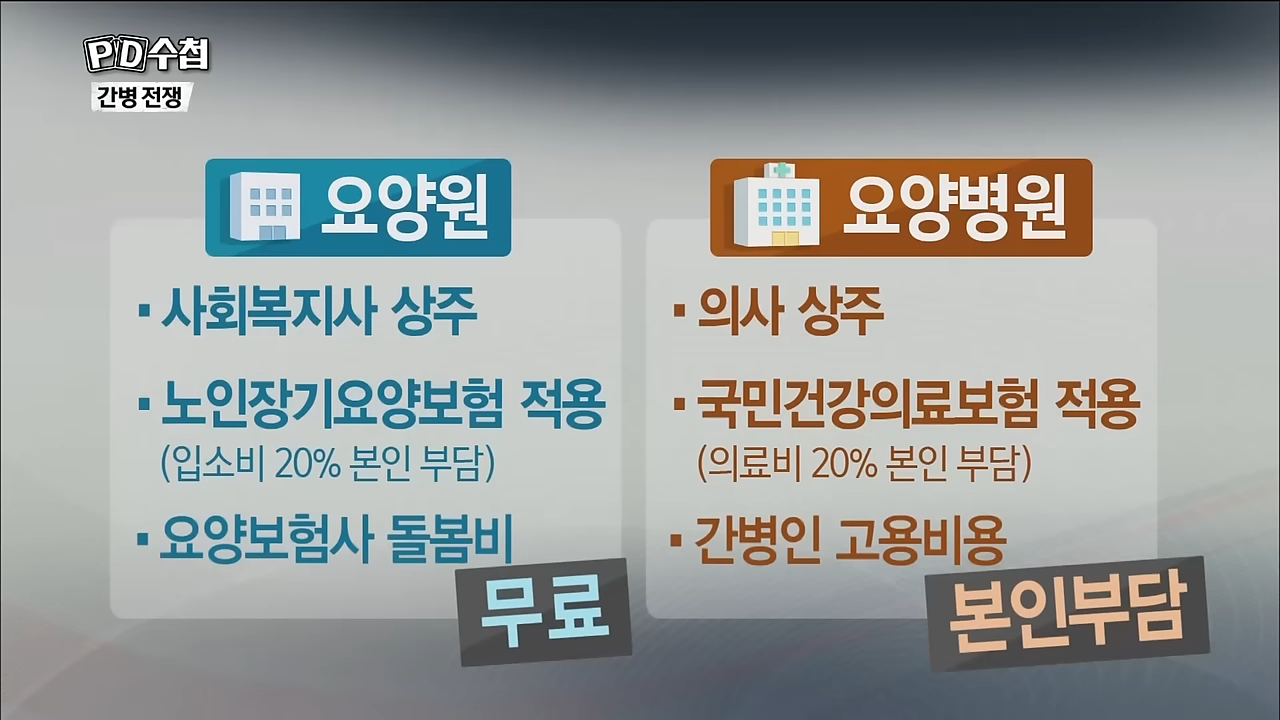 PD수첩
간병 전쟁
요양원
▪ 사회복지사 상주
▪ 노인장기요양보험 적용
(입소비 20% 본인 부담)
▪ 요양보험사 돌봄비
무료
요양병원
▪ 의사 상주
▪ 국민건강의료보험 적용
(의료비 20% 본인 부담)
▪ 간병인 고용비용
본인부담